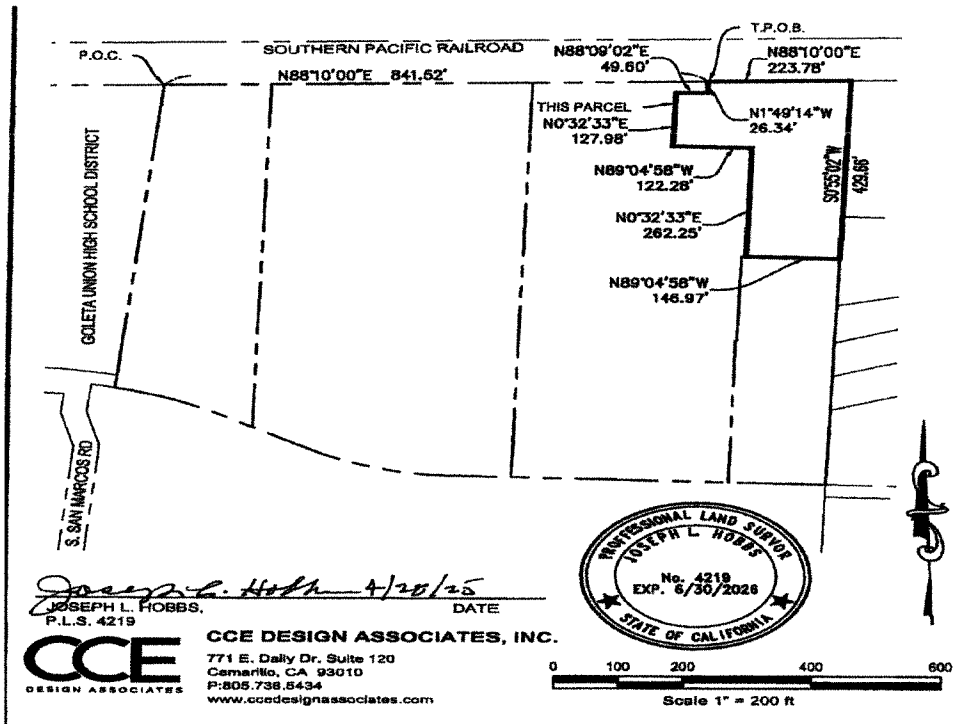 T.P.O.B.
P.O.C.
SOUTHERN PACIFIC RAILROAD
N88°09'02"E
49.60'
N88°10'00"E
223.78'
N88°10'00"E 841.52'
THIS PARCEL
N0°32'33"E
127.98'
N1°49'14"W
26.34'
N89°04'58"W
122.28'
S0°55'02"W
429.66'
GOLETA UNION HIGH SCHOOL DISTRICT
N0°32'33"E
262.25'
N89°04'58"W
146.97'
S. SAN MARCOS RD
PROFESSIONAL LAND SURVOR
JOSEPH L. HOBBS
No. 4219
EXP. 6/30/2026
STATE OF CALIFORNIA
Joseph L. Hobbs 4/20/25
JOSEPH L. HOBBS, DATE
P.L.S. 4219
CCE
DESIGN ASSOCIATES
CCE DESIGN ASSOCIATES, INC.
771 E. Daily Dr. Suite 120
Camarillo, CA 93010
P:805.738.5434
www.ccedesignassociates.com
0 100 200 400 600
Scale 1" = 200 ft